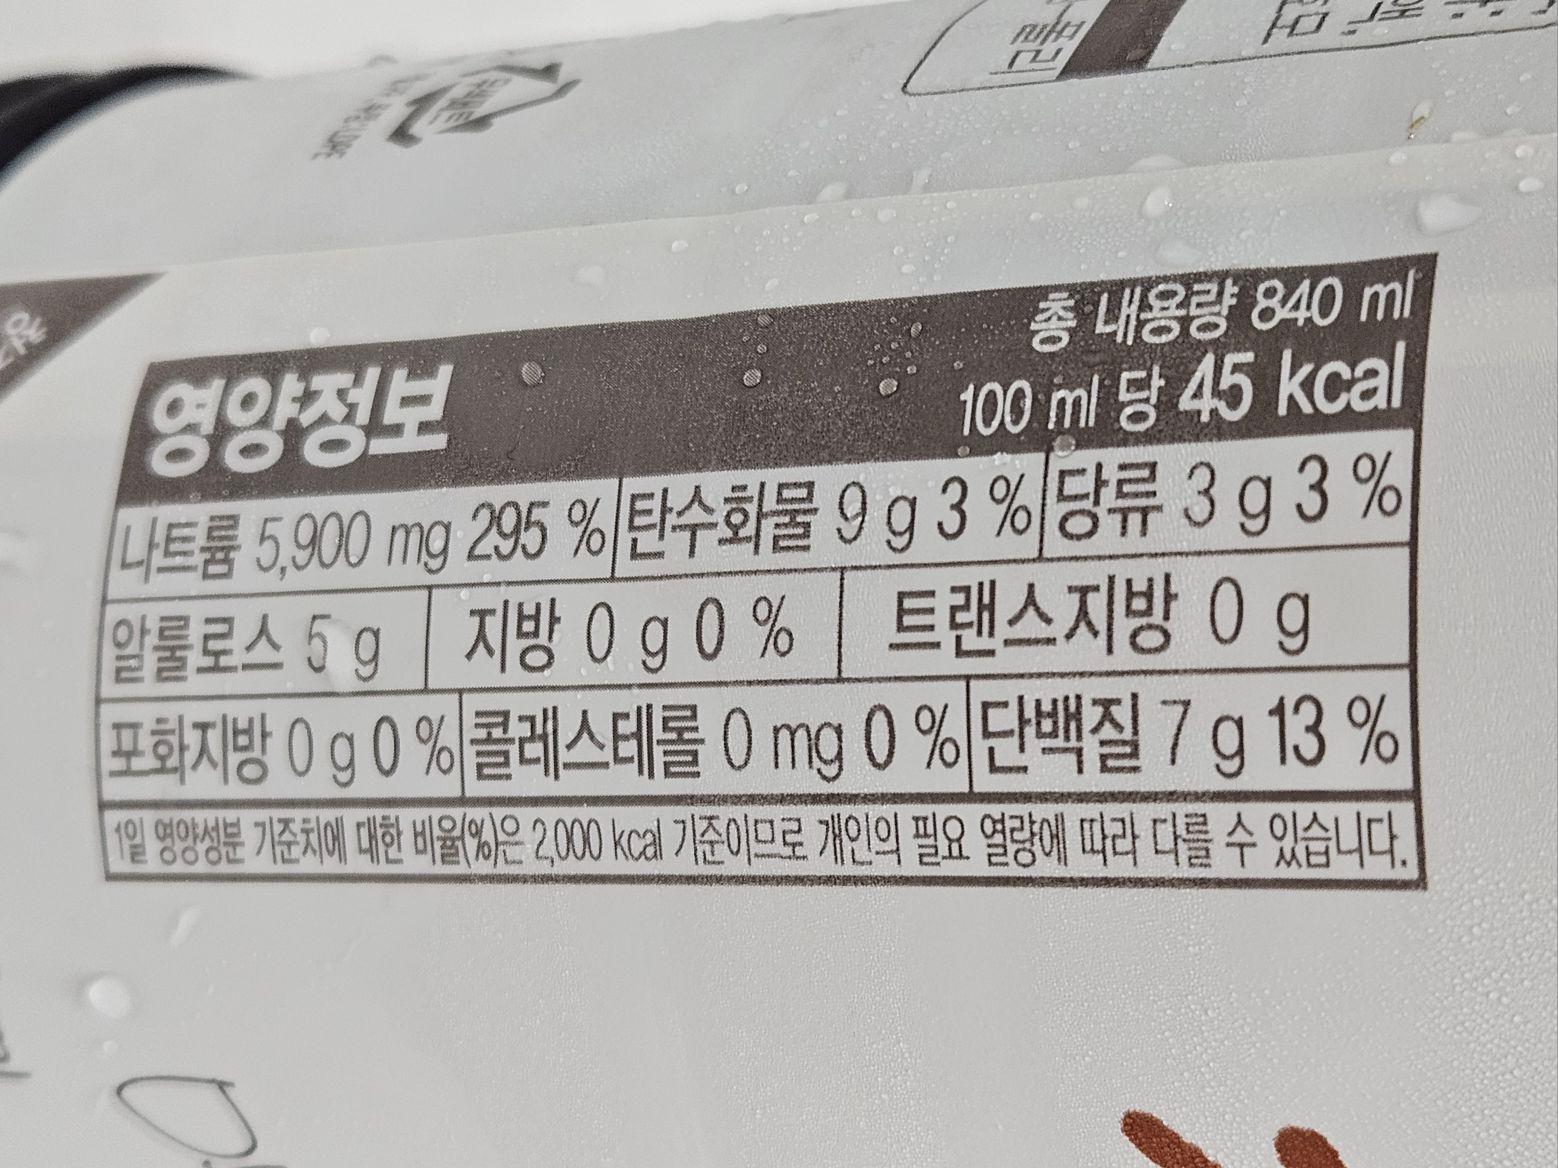 무라벨
총 내용량 840 ml
영양정보
100 ml 당 45 kcal
나트륨 5,900 mg 295 % 탄수화물 9 g 3 % 당류 3 g 3 %
알룰로스 5 g 지방 0 g 0 % 트랜스지방 0 g
포화지방 0 g 0 % 콜레스테롤 0 mg 0 % 단백질 7 g 13 %
1일 영양성분 기준치에 대한 비율(%)은 2,000 kcal 기준이므로 개인의 필요 열량에 따라 다를 수 있습니다.